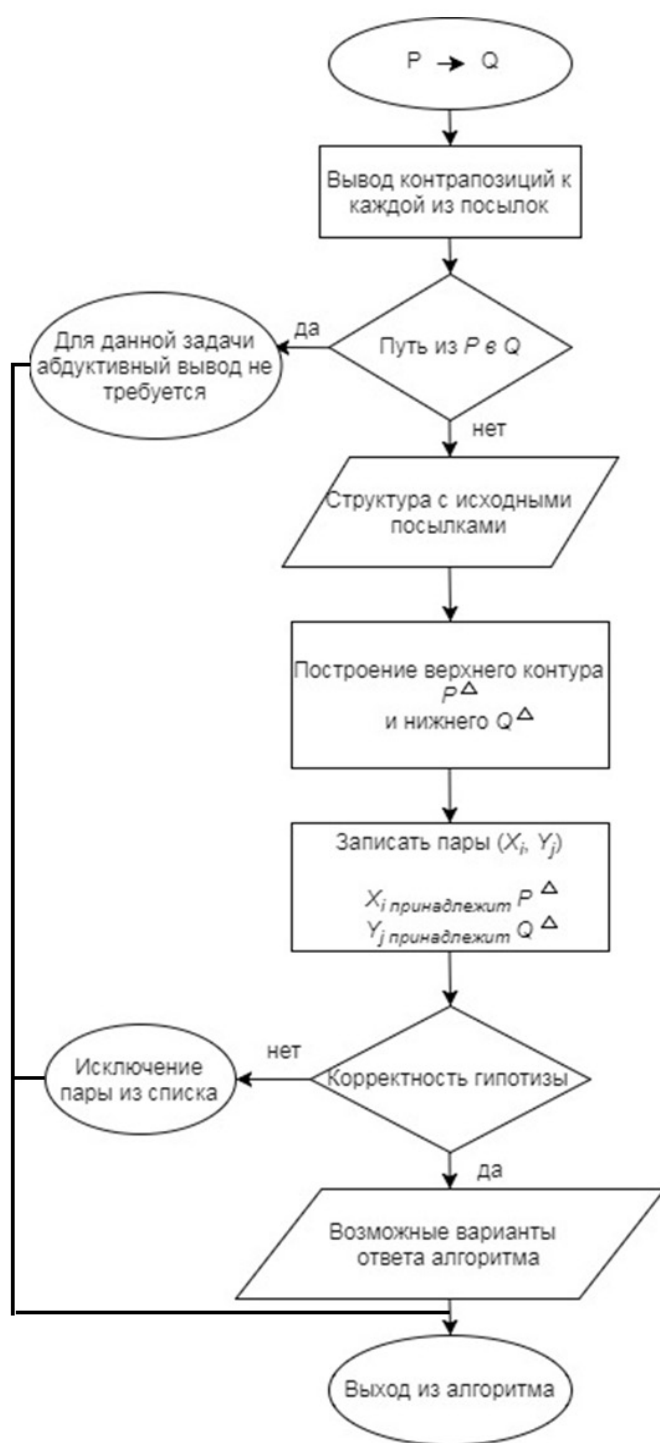 P → Q
Вывод контрапозиций к
каждой из посылок
да
Для данной задачи
абдуктивный вывод не
требуется
Путь из P в Q
нет
Структура с исходными
посылками
Построение верхнего контура
P△
и нижнего Q△
Записать пары (Xi, Yj)
Xi принадлежит P △
Yj принадлежит Q △
нет
Исключение
пары из списка
Корректность гипотизы
да
Возможные варианты
ответа алгоритма
Выход из алгоритма